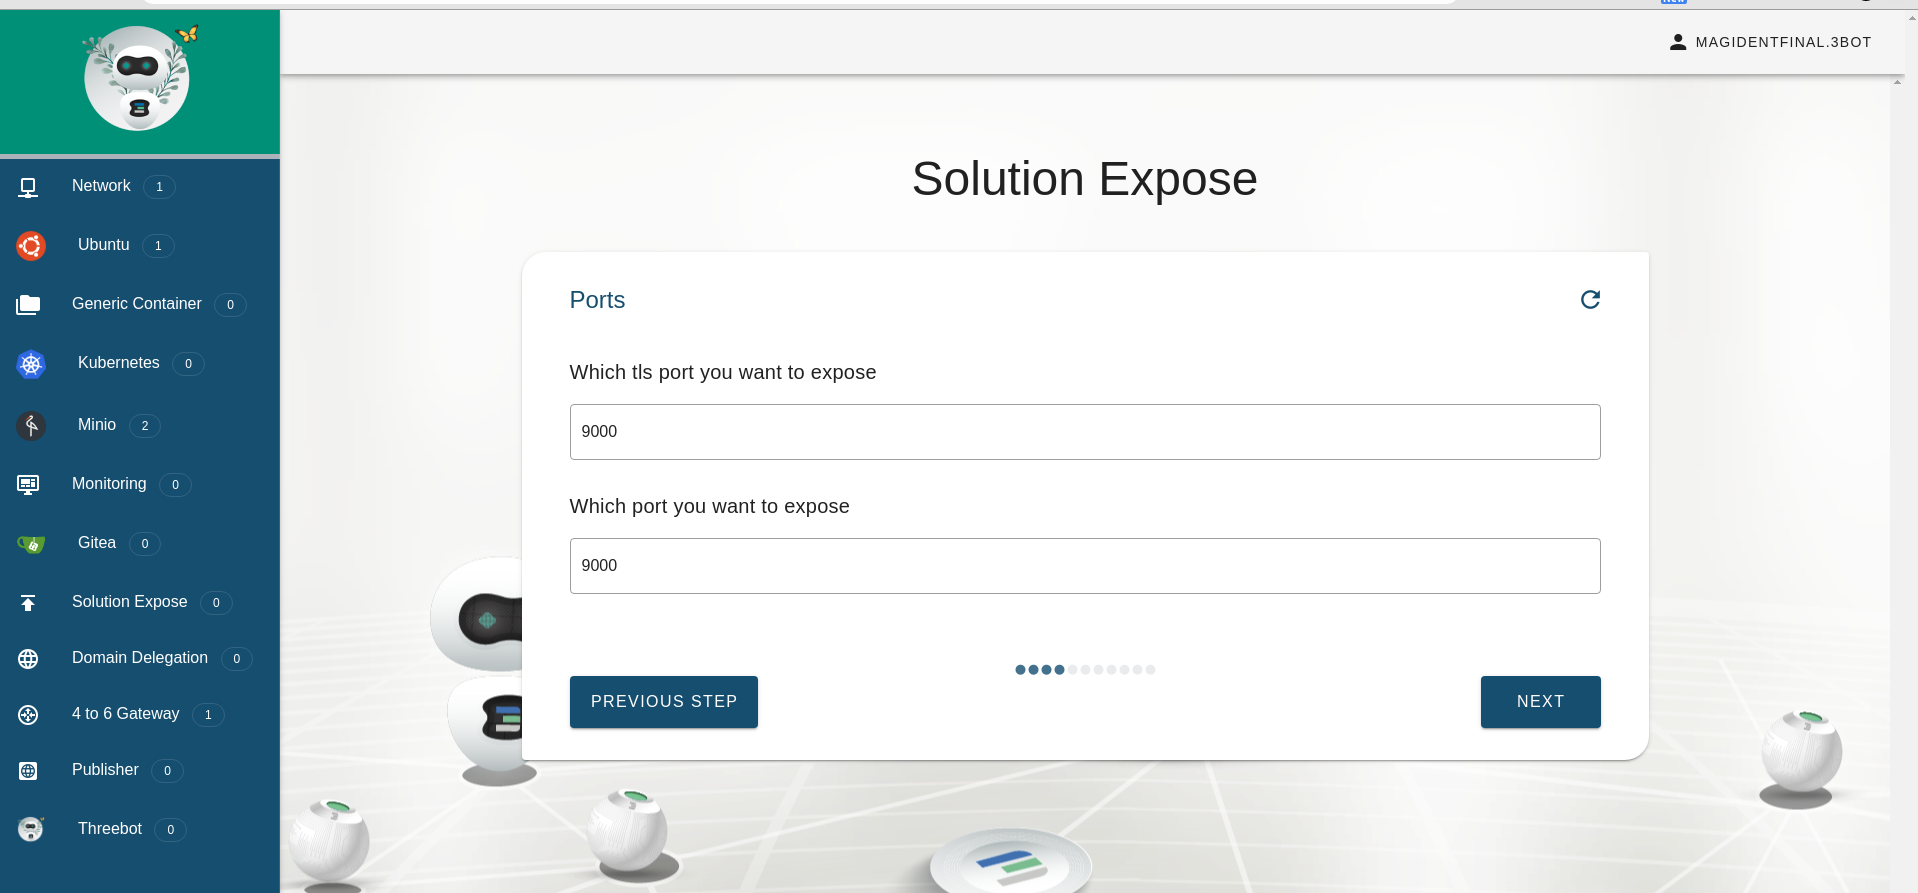 MAGIDENTFINAL.3BOT
Network 1
Ubuntu 1
Generic Container 0
Kubernetes 0
Minio 2
Monitoring 0
Gitea 0
Solution Expose 0
Domain Delegation 0
4 to 6 Gateway 1
Publisher 0
Threebot 0
Solution Expose
Ports
Which tls port you want to expose
9000
Which port you want to expose
9000
PREVIOUS STEP
NEXT